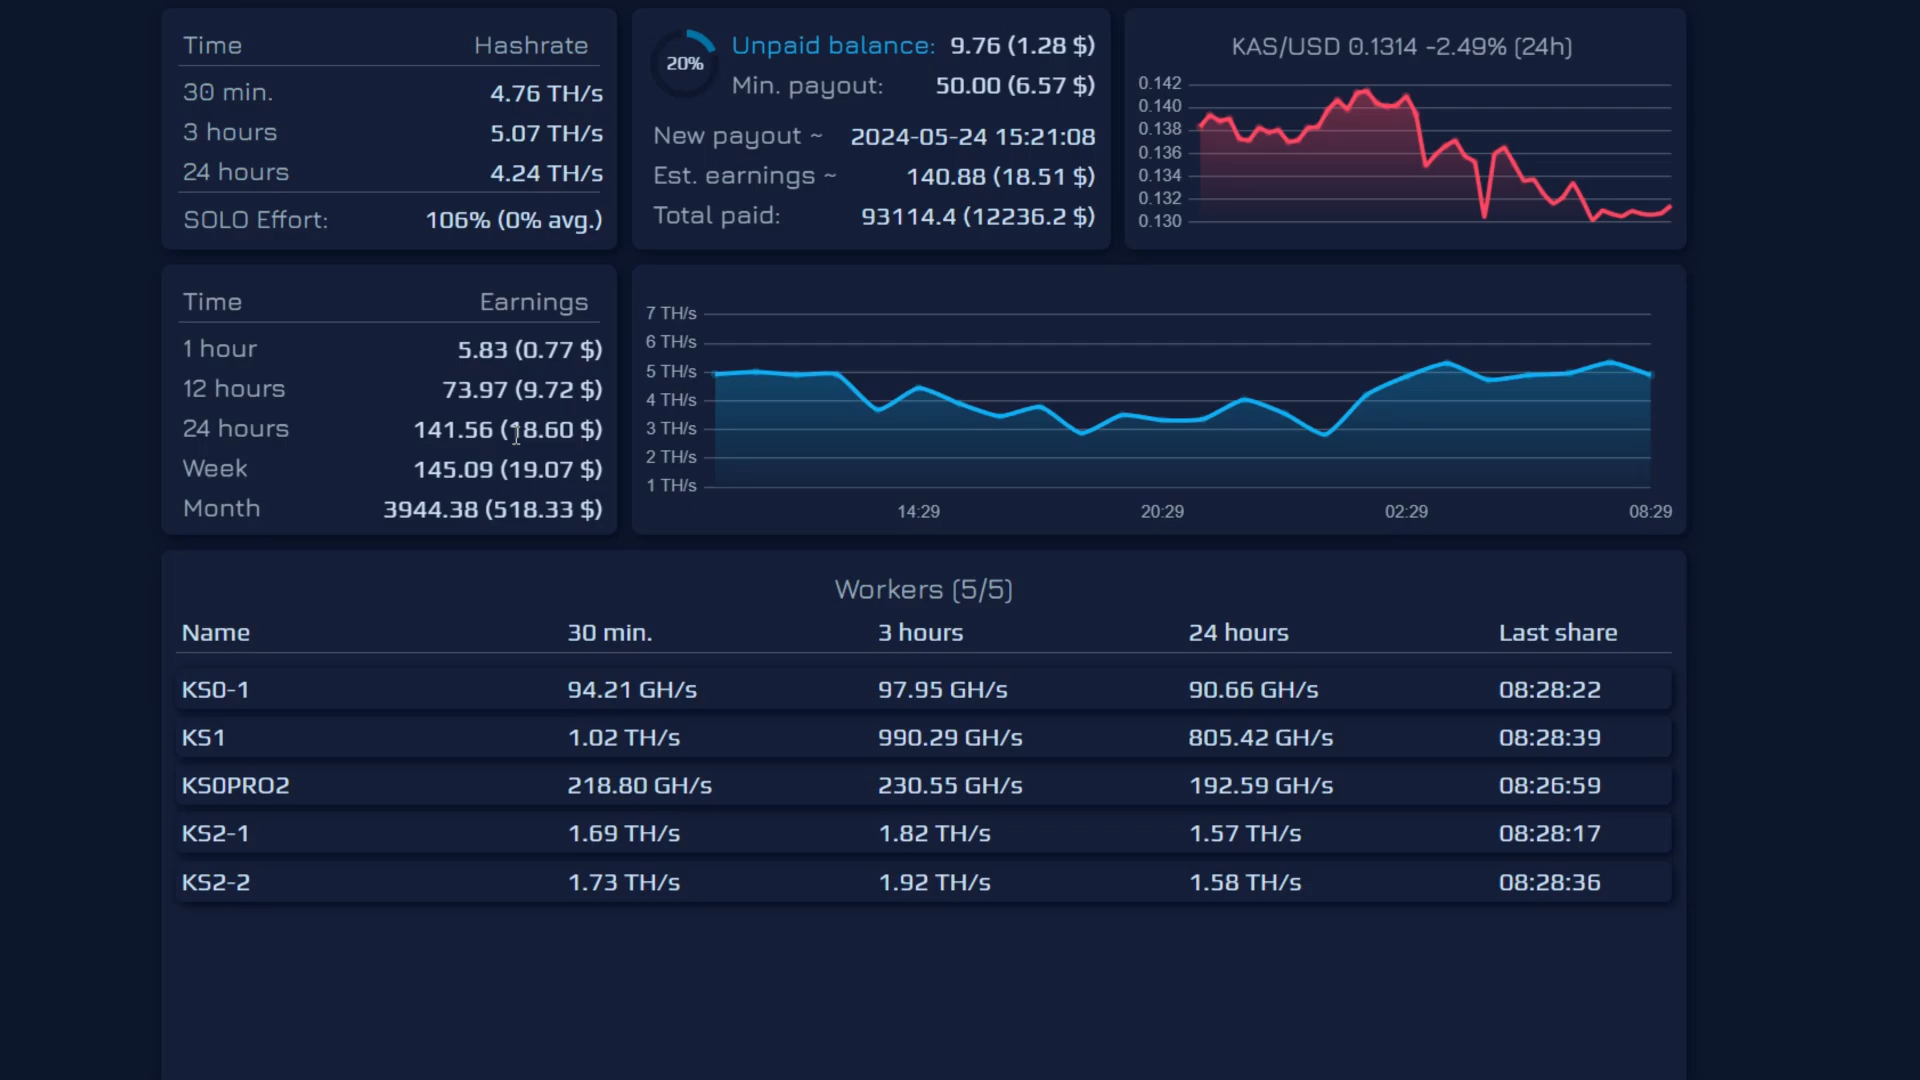 Time Hashrate
30 min. 4.76 TH/s
3 hours 5.07 TH/s
24 hours 4.24 TH/s
SOLO Effort: 106% (0% avg.)
20%
Unpaid balance: 9.76 (1.28 $)
Min. payout: 50.00 (6.57 $)
New payout ~ 2024-05-24 15:21:08
Est. earnings ~ 140.88 (18.51 $)
Total paid: 93114.4 (12236.2 $)
KAS/USD 0.1314 -2.49% (24h)
0.142
0.140
0.138
0.136
0.134
0.132
0.130
Time Earnings
1 hour 5.83 (0.77 $)
12 hours 73.97 (9.72 $)
24 hours 141.56 (18.60 $)
Week 145.09 (19.07 $)
Month 3944.38 (518.33 $)
7 TH/s
6 TH/s
5 TH/s
4 TH/s
3 TH/s
2 TH/s
1 TH/s
14:29 20:29 02:29 08:29
Workers (5/5)
Name 30 min. 3 hours 24 hours Last share
KS0-1 94.21 GH/s 97.95 GH/s 90.66 GH/s 08:28:22
KS1 1.02 TH/s 990.29 GH/s 805.42 GH/s 08:28:39
KS0PRO2 218.80 GH/s 230.55 GH/s 192.59 GH/s 08:26:59
KS2-1 1.69 TH/s 1.82 TH/s 1.57 TH/s 08:28:17
KS2-2 1.73 TH/s 1.92 TH/s 1.58 TH/s 08:28:36